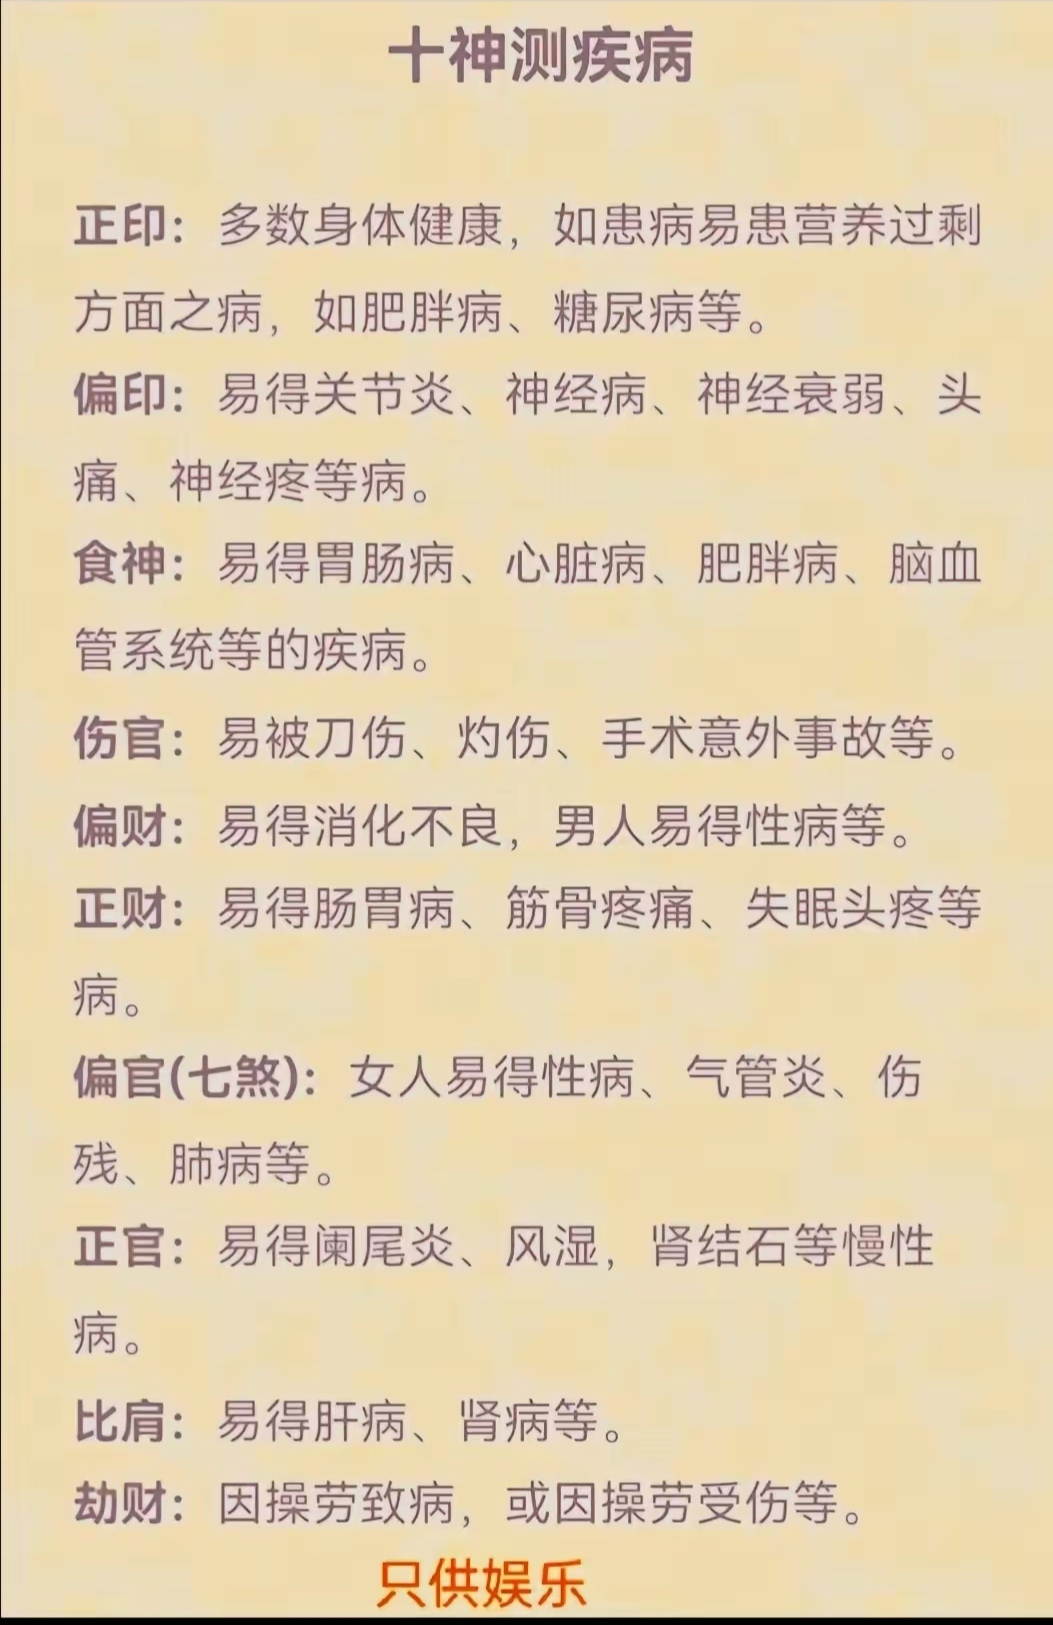 十神测疾病
正印：多数身体健康，如患病易患营养过剩
方面之病，如肥胖病、糖尿病等。
偏印：易得关节炎、神经病、神经衰弱、头
痛、神经疼等病。
食神：易得胃肠病、心脏病、肥胖病、脑血
管系统等的疾病。
伤官：易被刀伤、灼伤、手术意外事故等。
偏财：易得消化不良，男人易得性病等。
正财：易得肠胃病、筋骨疼痛、失眠头疼等
病。
偏官(七煞)：女人易得性病、气管炎、伤
残、肺病等。
正官：易得阑尾炎、风湿，肾结石等慢性
病。
比肩：易得肝病、肾病等。
劫财：因操劳致病，或因操劳受伤等。
只供娱乐